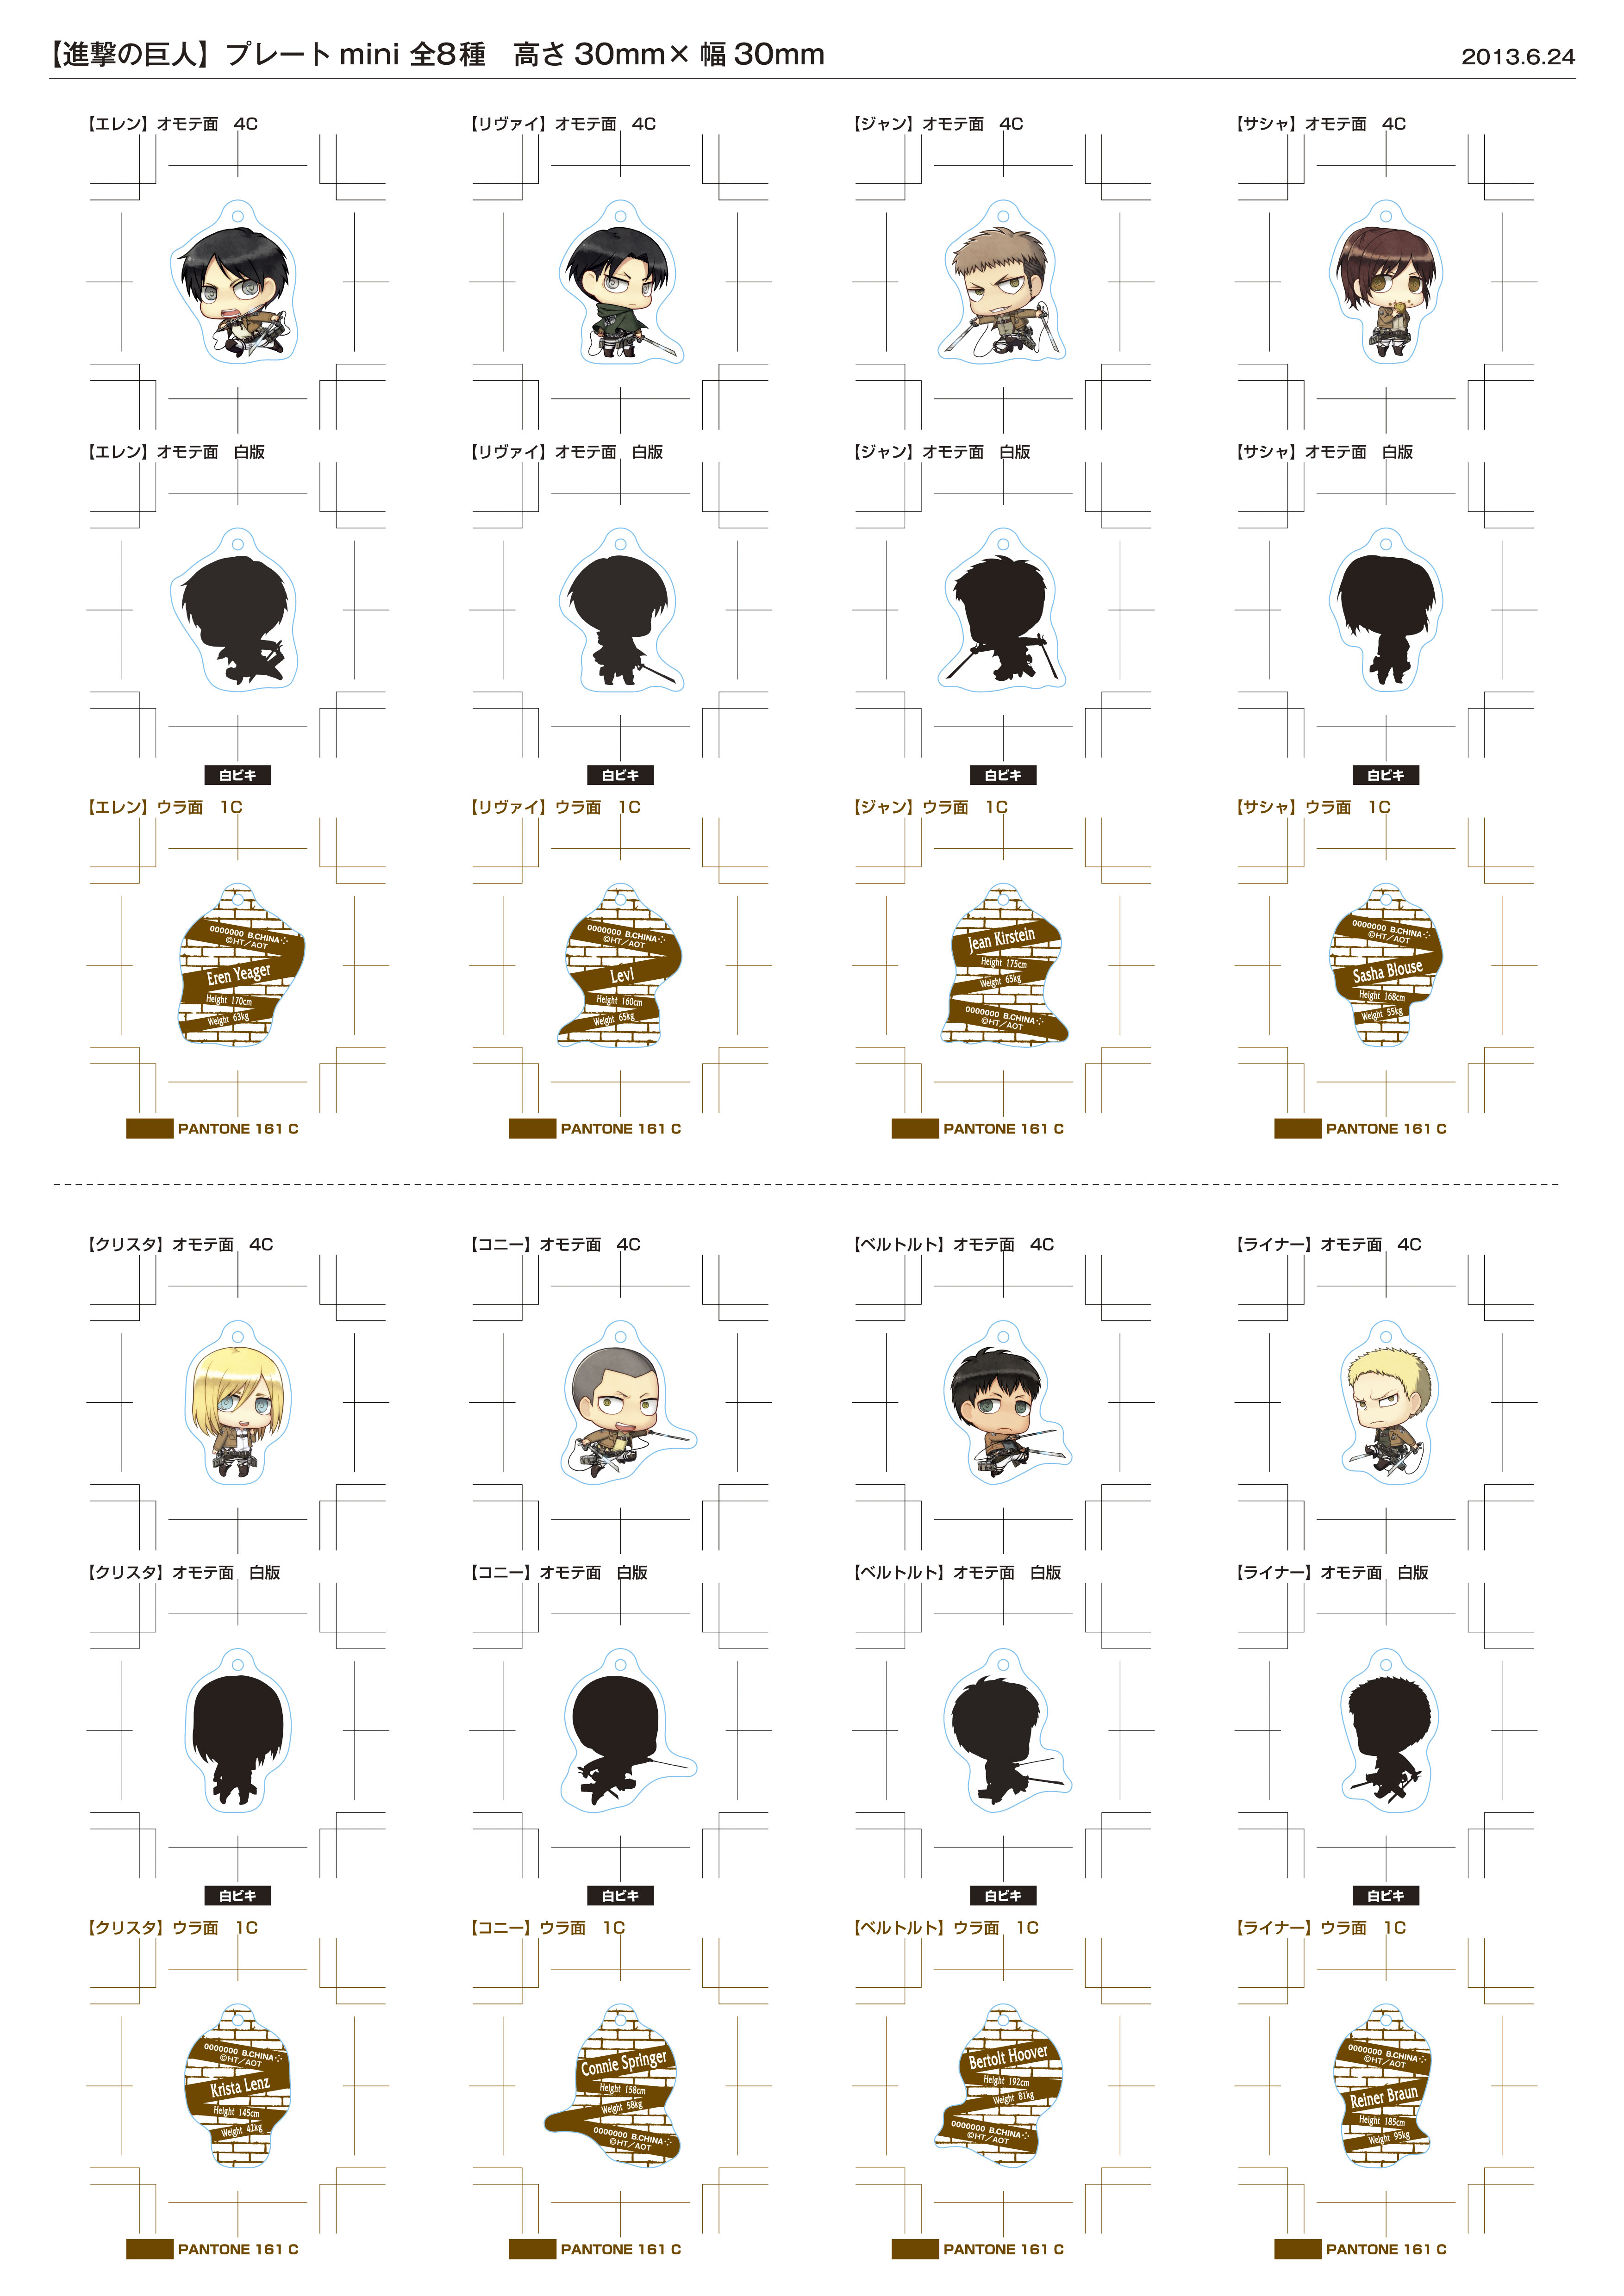 【進撃の巨人】プレート mini 全8種　高さ 30mm× 幅 30mm
2013.6.24
【エレン】オモテ面　4C
【リヴァイ】オモテ面　4C
【ジャン】オモテ面　4C
【サシャ】オモテ面　4C
【エレン】オモテ面　白版
【リヴァイ】オモテ面　白版
【ジャン】オモテ面　白版
【サシャ】オモテ面　白版
白ビキ
白ビキ
白ビキ
白ビキ
【エレン】ウラ面　1C
【リヴァイ】ウラ面　1C
【ジャン】ウラ面　1C
【サシャ】ウラ面　1C
0000000 B.CHINA
©HT/AOT
Eren Yeager
Height 170cm
Weight 63kg
0000000 B.CHINA
©HT/AOT
Levi
Height 160cm
Weight 65kg
Jean Kirstein
Height 175cm
Weight 65kg
0000000 B.CHINA
©HT/AOT
0000000 B.CHINA
©HT/AOT
Sasha Blouse
Height 168cm
Weight 55kg
PANTONE 161 C
PANTONE 161 C
PANTONE 161 C
PANTONE 161 C
【クリスタ】オモテ面　4C
【コニー】オモテ面　4C
【ベルトルト】オモテ面　4C
【ライナー】オモテ面　4C
【クリスタ】オモテ面　白版
【コニー】オモテ面　白版
【ベルトルト】オモテ面　白版
【ライナー】オモテ面　白版
白ビキ
白ビキ
白ビキ
白ビキ
【クリスタ】ウラ面　1C
【コニー】ウラ面　1C
【ベルトルト】ウラ面　1C
【ライナー】ウラ面　1C
0000000 B.CHINA
©HT/AOT
Krista Lenz
Height 145cm
Weight 42kg
Connie Springer
Height 158cm
Weight 58kg
0000000 B.CHINA
©HT/AOT
Bertolt Hoover
Height 192cm
Weight 81kg
0000000 B.CHINA
©HT/AOT
0000000 B.CHINA
©HT/AOT
Reiner Braun
Height 185cm
Weight 95kg
PANTONE 161 C
PANTONE 161 C
PANTONE 161 C
PANTONE 161 C